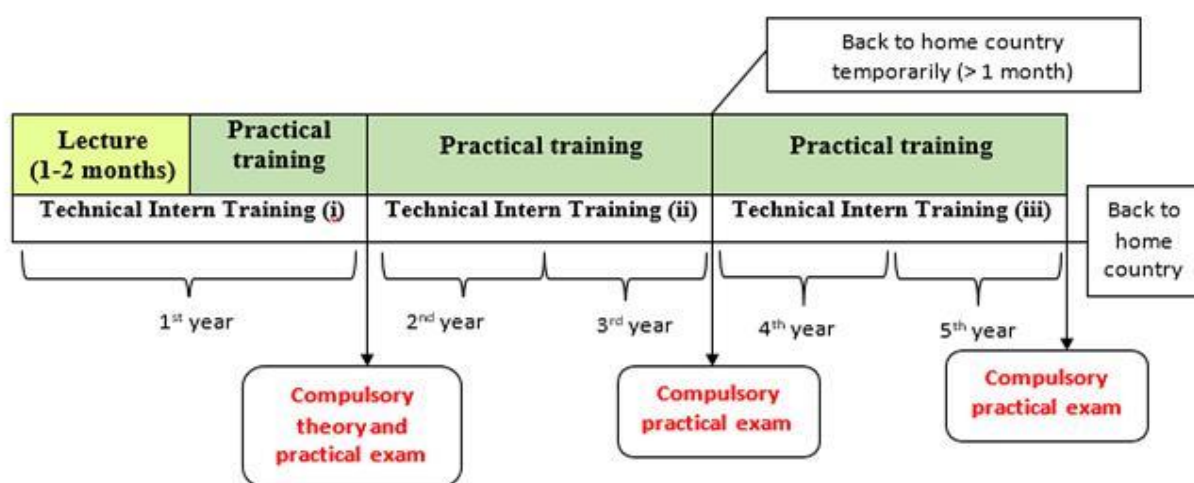 Back to home country
temporarily (> 1 month)
Lecture
(1-2 months)
Practical
training
Practical training
Practical training
Technical Intern Training (i)
Technical Intern Training (ii)
Technical Intern Training (iii)
Back to
home
country
1st year
2nd year
3rd year
4th year
5th year
Compulsory
theory and
practical exam
Compulsory
practical exam
Compulsory
practical exam